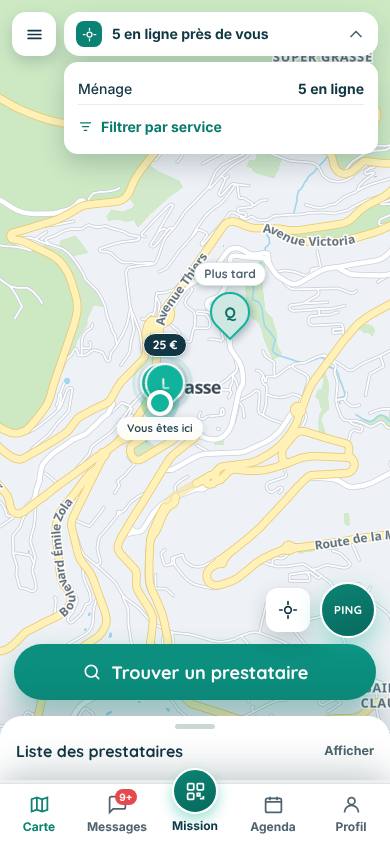 5 en ligne près de vous
SUPER GRASSE
Ménage 5 en ligne
Filtrer par service
Avenue Victoria
Avenue Thiers
Plus tard
Q
25 €
L
asse
Vous êtes ici
Boulevard Émile Zola
Route de la M
PING
Trouver un prestataire
CLAU
Liste des prestataires Afficher
9+
Carte Messages Mission Agenda Profil